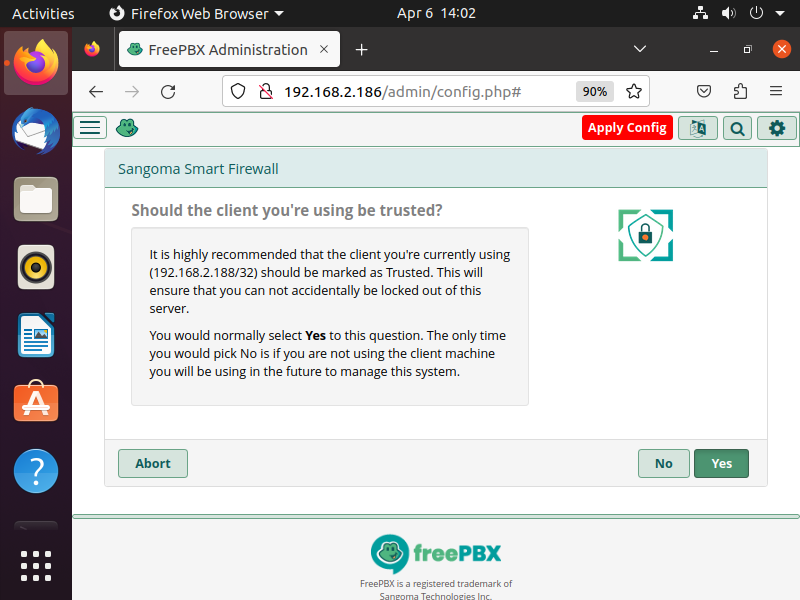 Activities
Firefox Web Browser
Apr 6 14:02
FreePBX Administration
192.168.2.186/admin/config.php#
90%
Apply Config
Sangoma Smart Firewall
Should the client you're using be trusted?
It is highly recommended that the client you're currently using
(192.168.2.188/32) should be marked as Trusted. This will
ensure that you can not accidentally be locked out of this
server.
You would normally select Yes to this question. The only time
you would pick No is if you are not using the client machine
you will be using in the future to manage this system.
Abort
No
Yes
freePBX
FreePBX is a registered trademark of
Sangoma Technologies Inc.